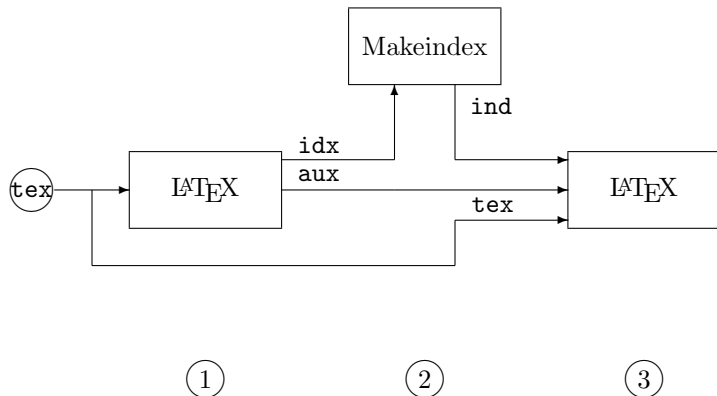 Makeindex
ind
idx
tex
LATEX
aux
LATEX
tex
1
2
3